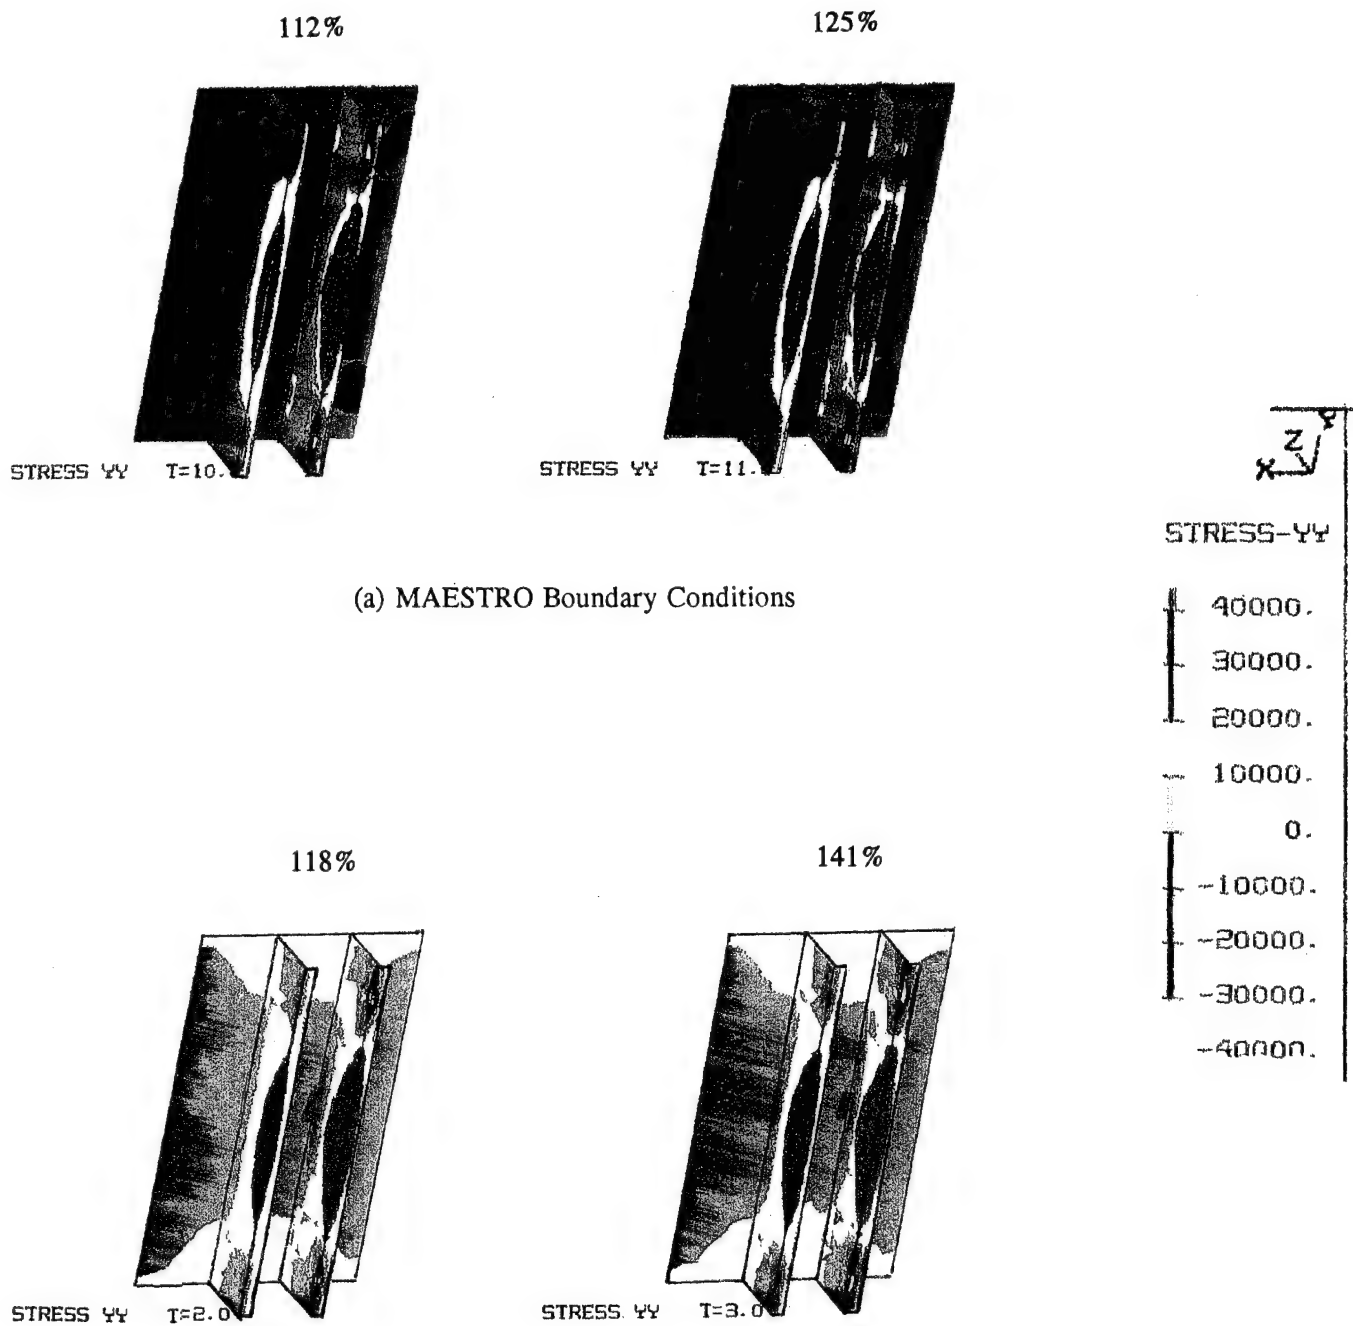 112%
125%
STRESS YY T=10.
STRESS YY T=11.
Y
Z
X
STRESS-YY
(a) MAESTRO Boundary Conditions
40000.
30000.
20000.
10000.
0.
-10000.
-20000.
-30000.
-40000.
118%
141%
STRESS YY T=2.0
STRESS YY T=3.0